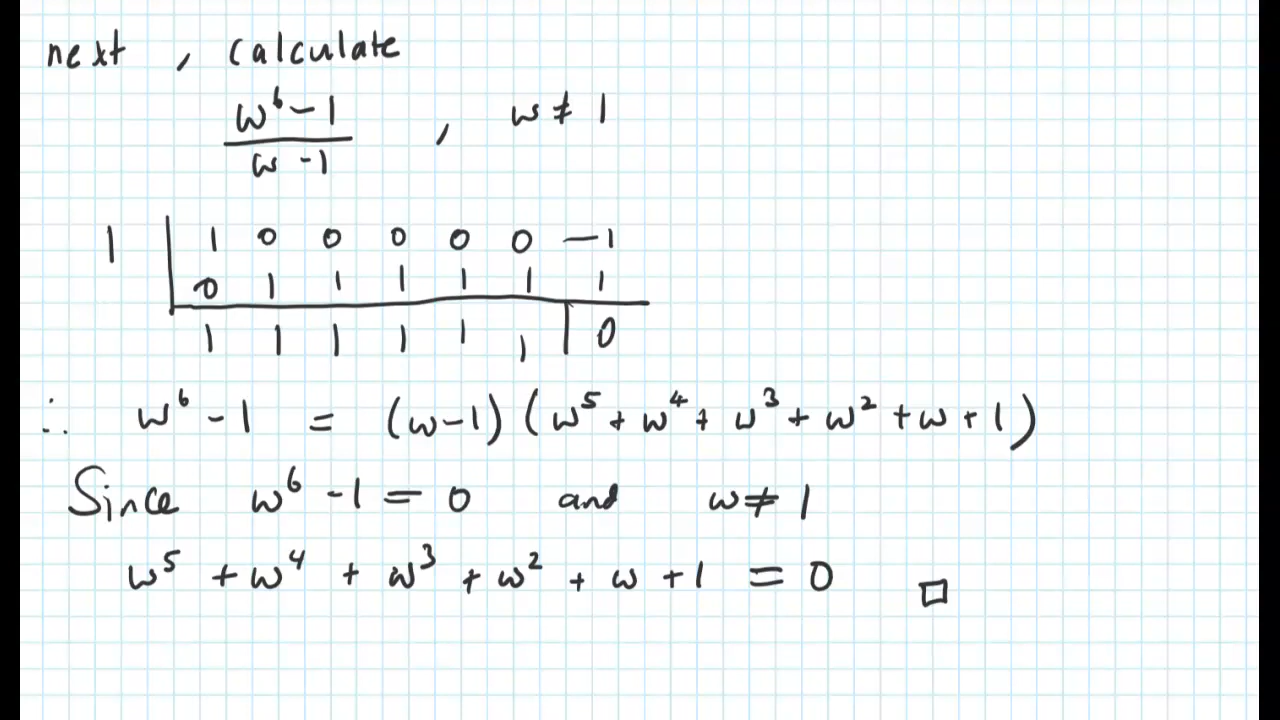 next , calculate
w⁶ - 1
w - 1 , w ≠ 1
1 | 1 0 0 0 0 0 -1
0 1 1 1 1 1 1
1 1 1 1 1 1 | 0
∴ w⁶ - 1 = (w-1) (w⁵ + w⁴ + w³ + w² + w + 1)
Since w⁶ - 1 = 0 and w ≠ 1
w⁵ + w⁴ + w³ + w² + w + 1 = 0 □